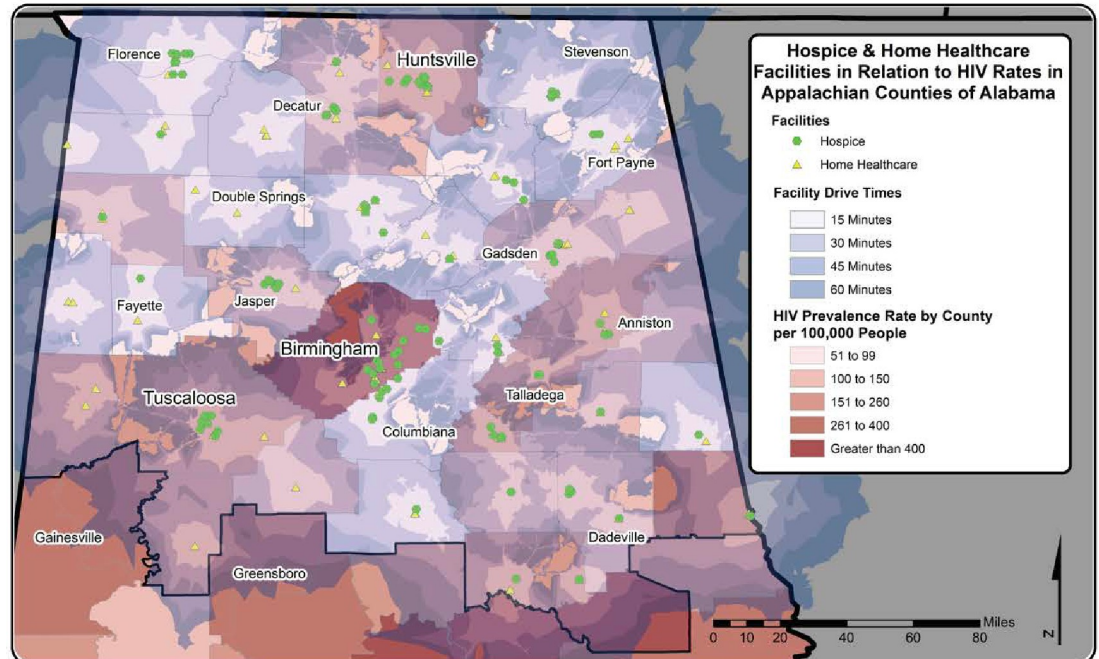 Hospice & Home Healthcare
Facilities in Relation to HIV Rates in
Appalachian Counties of Alabama
Facilities
Hospice
Home Healthcare
Facility Drive Times
15 Minutes
30 Minutes
45 Minutes
60 Minutes
HIV Prevalence Rate by County
per 100,000 People
51 to 99
100 to 150
151 to 260
261 to 400
Greater than 400
Florence
Huntsville
Stevenson
Decatur
Fort Payne
Double Springs
Gadsden
Fayette
Jasper
Anniston
Birmingham
Tuscaloosa
Talladega
Columbiana
Gainesville
Dadeville
Greensboro
Miles
0 10 20 40 60 80
N